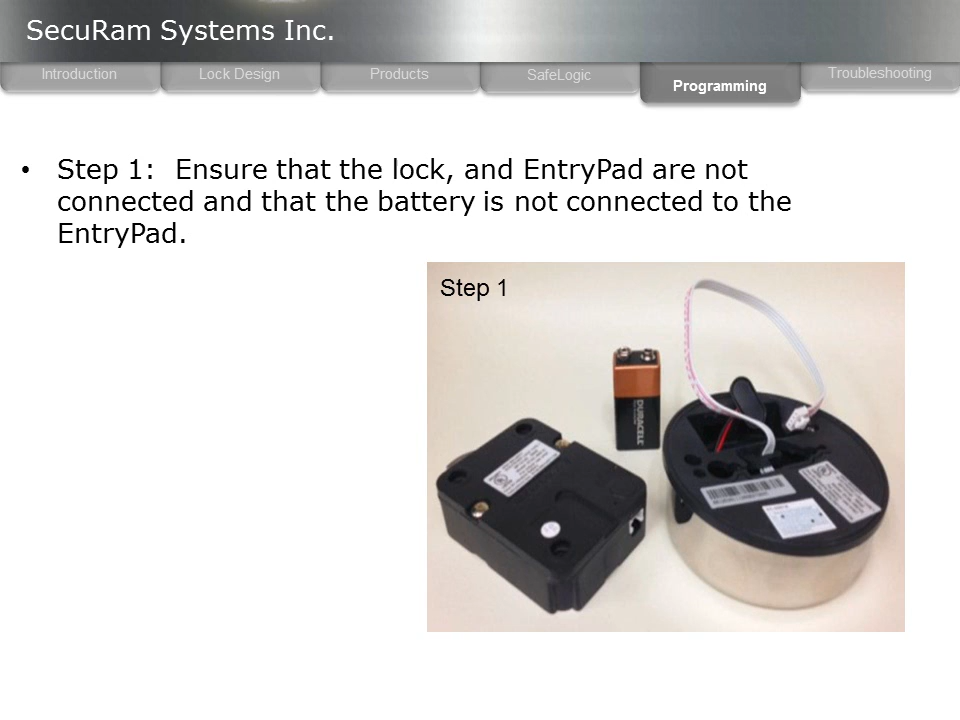 SecuRam Systems Inc.
Introduction
Lock Design
Products
SafeLogic
Programming
Troubleshooting
• Step 1:  Ensure that the lock, and EntryPad are not
connected and that the battery is not connected to the
EntryPad.
Step 1
DURACELL